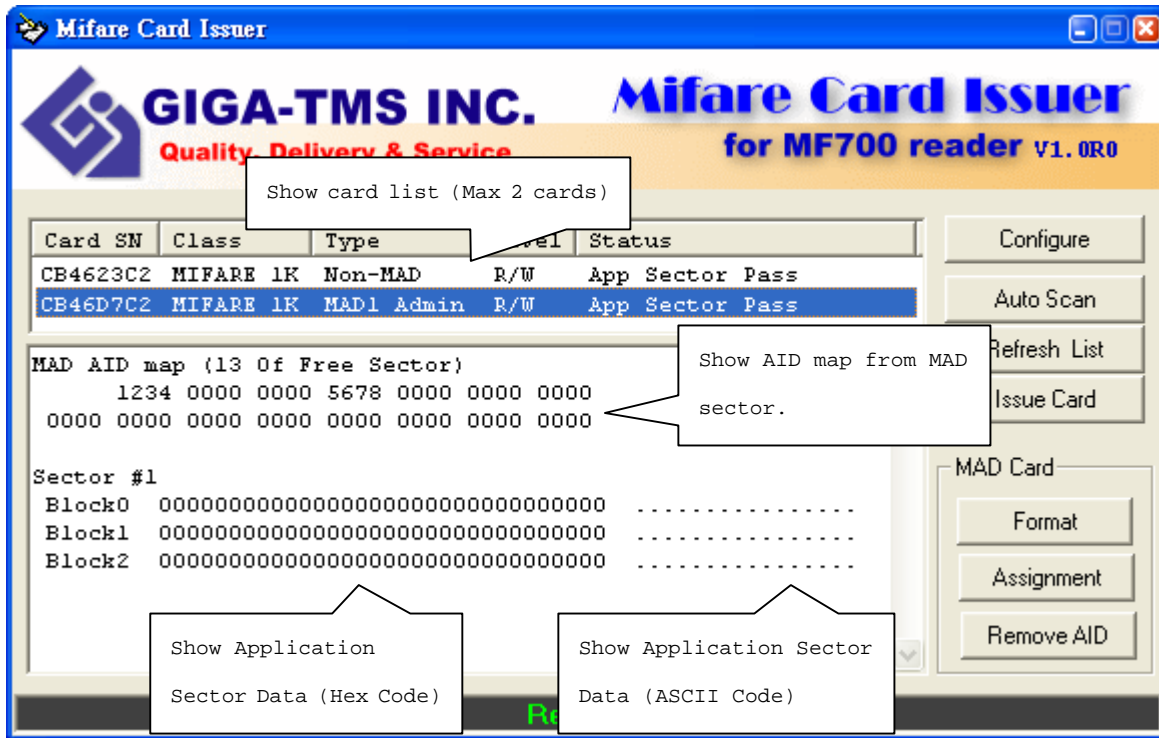 Mifare Card Issuer
GIGA-TMS INC.
Quality, Delivery & Service
Mifare Card Issuer
for MF700 reader V1.0R0
Show card list (Max 2 cards)
Card SN Class Type Status
CB4623C2 MIFARE 1K Non-MAD R/W App Sector Pass
CB46D7C2 MIFARE 1K MAD1 Admin R/W App Sector Pass
Configure
Auto Scan
Refresh List
Issue Card
Show AID map from MAD
sector.
MAD AID map (13 Of Free Sector)
1234 0000 0000 5678 0000 0000 0000
0000 0000 0000 0000 0000 0000 0000 0000
Sector #1
Block0 00000000000000000000000000000000 ................
Block1 00000000000000000000000000000000 ................
Block2 00000000000000000000000000000000 ................
MAD Card
Format
Assignment
Remove AID
Show Application
Sector Data (Hex Code)
Show Application Sector
Data (ASCII Code)